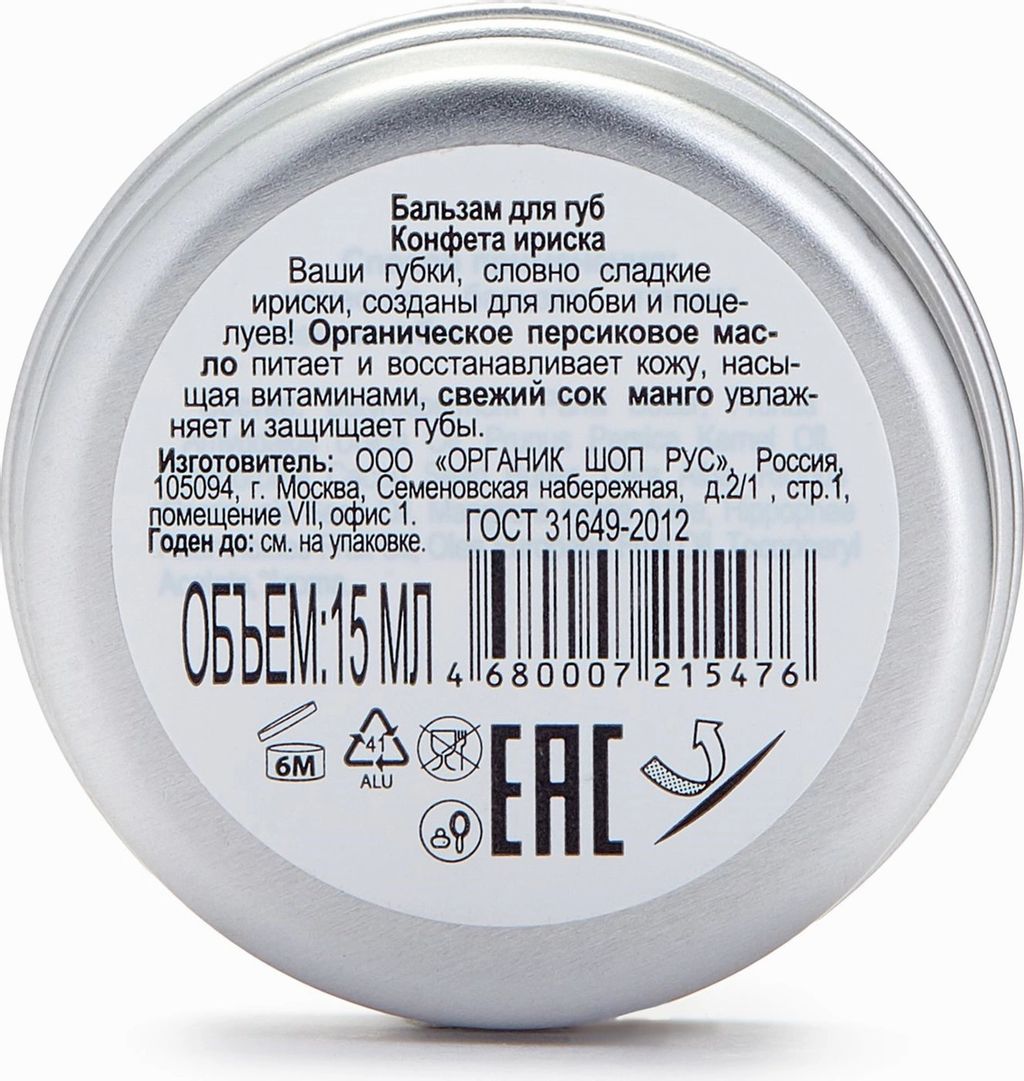 Бальзам для губ
Конфета ириска
Ваши губки, словно сладкие
ириски, созданы для любви и поце-
луев! Органическое персиковое мас-
ло питает и восстанавливает кожу, насы-
щая витаминами, свежий сок манго увлаж-
няет и защищает губы.
Изготовитель: ООО «ОРГАНИК ШОП РУС», Россия,
105094, г. Москва, Семеновская набережная, д.2/1 , стр.1,
помещение VII, офис 1.
ГОСТ 31649-2012
Годен до: см. на упаковке.
ОБЪЕМ:15 МЛ
4 680007 215476
6М
41
ALU
EAC